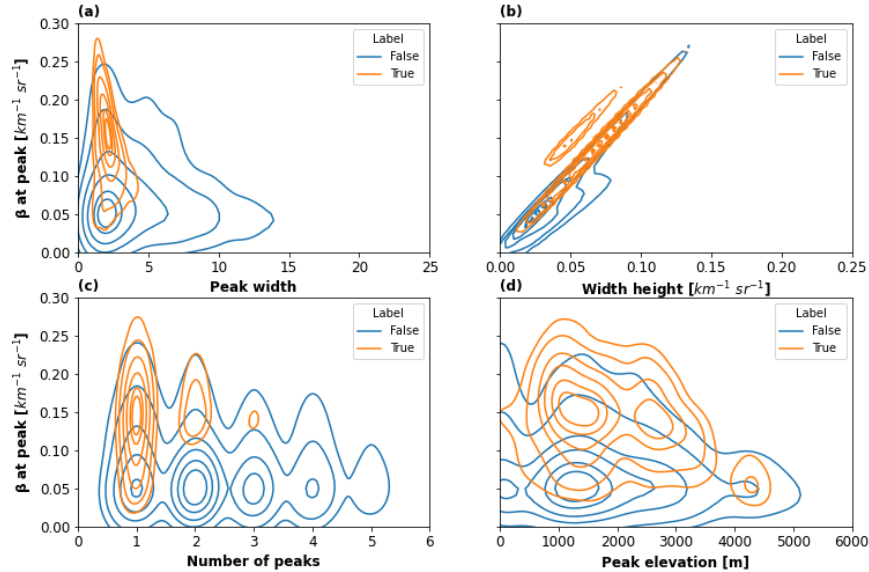 (a)
0.30
0.25
0.20
0.15
0.10
0.05
0.00
β at peak [km⁻¹ sr⁻¹]
Label
False
True
0
5
10
15
20
25
Peak width
(b)
Label
False
True
0.00
0.05
0.10
0.15
0.20
0.25
Width height [km⁻¹ sr⁻¹]
(c)
0.30
0.25
0.20
0.15
0.10
0.05
0.00
β at peak [km⁻¹ sr⁻¹]
Label
False
True
0
1
2
3
4
5
6
Number of peaks
(d)
Label
False
True
0
1000
2000
3000
4000
5000
6000
Peak elevation [m]